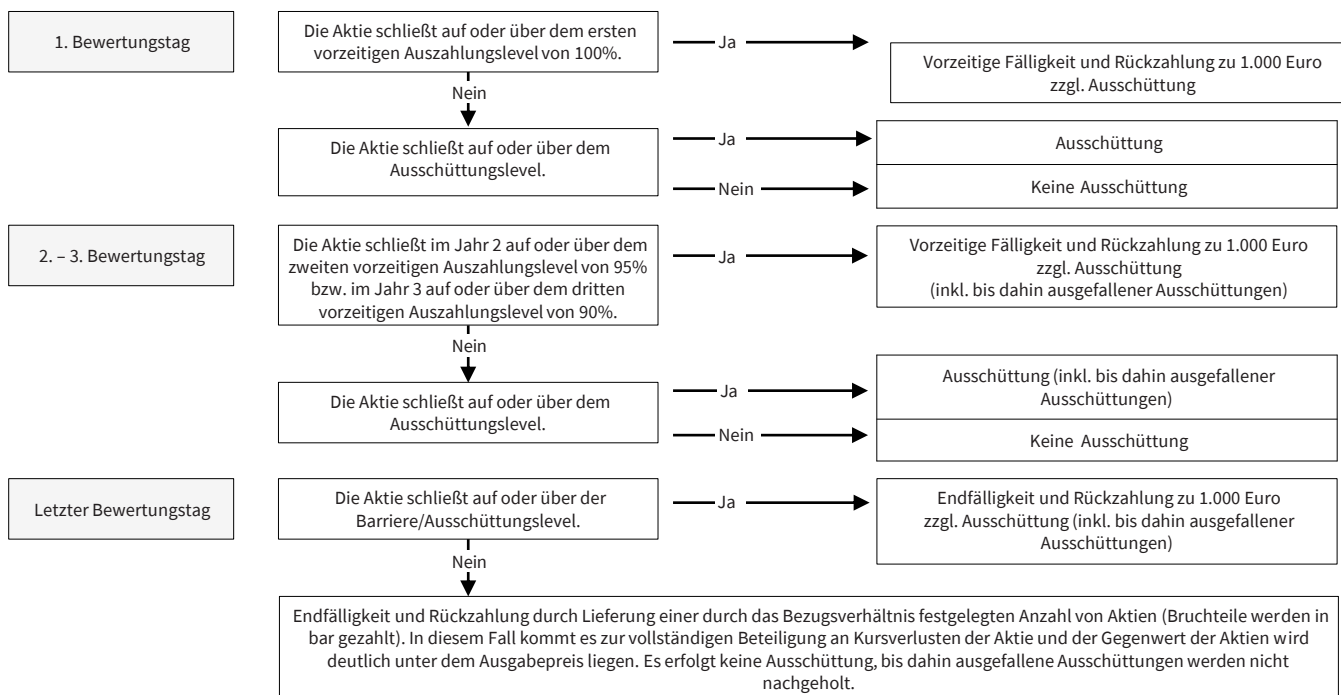 1. Bewertungstag
Die Aktie schließt auf oder über dem ersten
vorzeitigen Auszahlungslevel von 100%.
Ja
Vorzeitige Fälligkeit und Rückzahlung zu 1.000 Euro
zzgl. Ausschüttung
Nein
Die Aktie schließt auf oder über dem
Ausschüttungslevel.
Ja
Ausschüttung
Nein
Keine Ausschüttung
2. – 3. Bewertungstag
Die Aktie schließt im Jahr 2 auf oder über dem
zweiten vorzeitigen Auszahlungslevel von 95%
bzw. im Jahr 3 auf oder über dem dritten
vorzeitigen Auszahlungslevel von 90%.
Ja
Vorzeitige Fälligkeit und Rückzahlung zu 1.000 Euro
zzgl. Ausschüttung
(inkl. bis dahin ausgefallener Ausschüttungen)
Nein
Die Aktie schließt auf oder über dem
Ausschüttungslevel.
Ja
Ausschüttung (inkl. bis dahin ausgefallener
Ausschüttungen)
Nein
Keine Ausschüttung
Letzter Bewertungstag
Die Aktie schließt auf oder über der
Barriere/Ausschüttungslevel.
Ja
Endfälligkeit und Rückzahlung zu 1.000 Euro
zzgl. Ausschüttung (inkl. bis dahin ausgefallener
Ausschüttungen)
Nein
Endfälligkeit und Rückzahlung durch Lieferung einer durch das Bezugsverhältnis festgelegten Anzahl von Aktien (Bruchteile werden in
bar gezahlt). In diesem Fall kommt es zur vollständigen Beteiligung an Kursverlusten der Aktie und der Gegenwert der Aktien wird
deutlich unter dem Ausgabepreis liegen. Es erfolgt keine Ausschüttung, bis dahin ausgefallene Ausschüttungen werden nicht
nachgeholt.